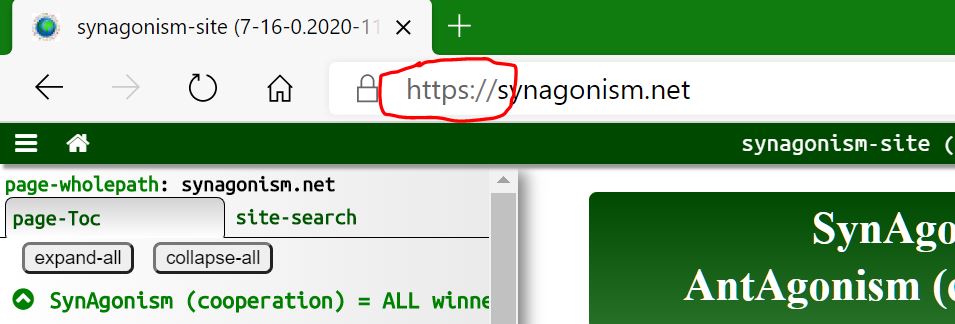 synagonism-site (7-16-0.2020-11
https://synagonism.net
synagonism-site (
page-wholepath: synagonism.net
page-Toc
site-search
expand-all
collapse-all
SynAgonism (cooperation) = ALL winne
SynAgo
AntAgonism (